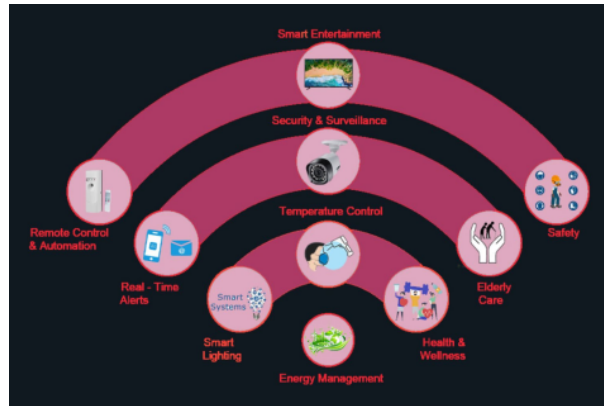 Smart Entertainment
Security & Surveillance
Remote Control
& Automation
Safety
Temperature Control
Real - Time
Alerts
Elderly
Care
Smart
Systems
Smart
Lighting
Health &
Wellness
Energy Management